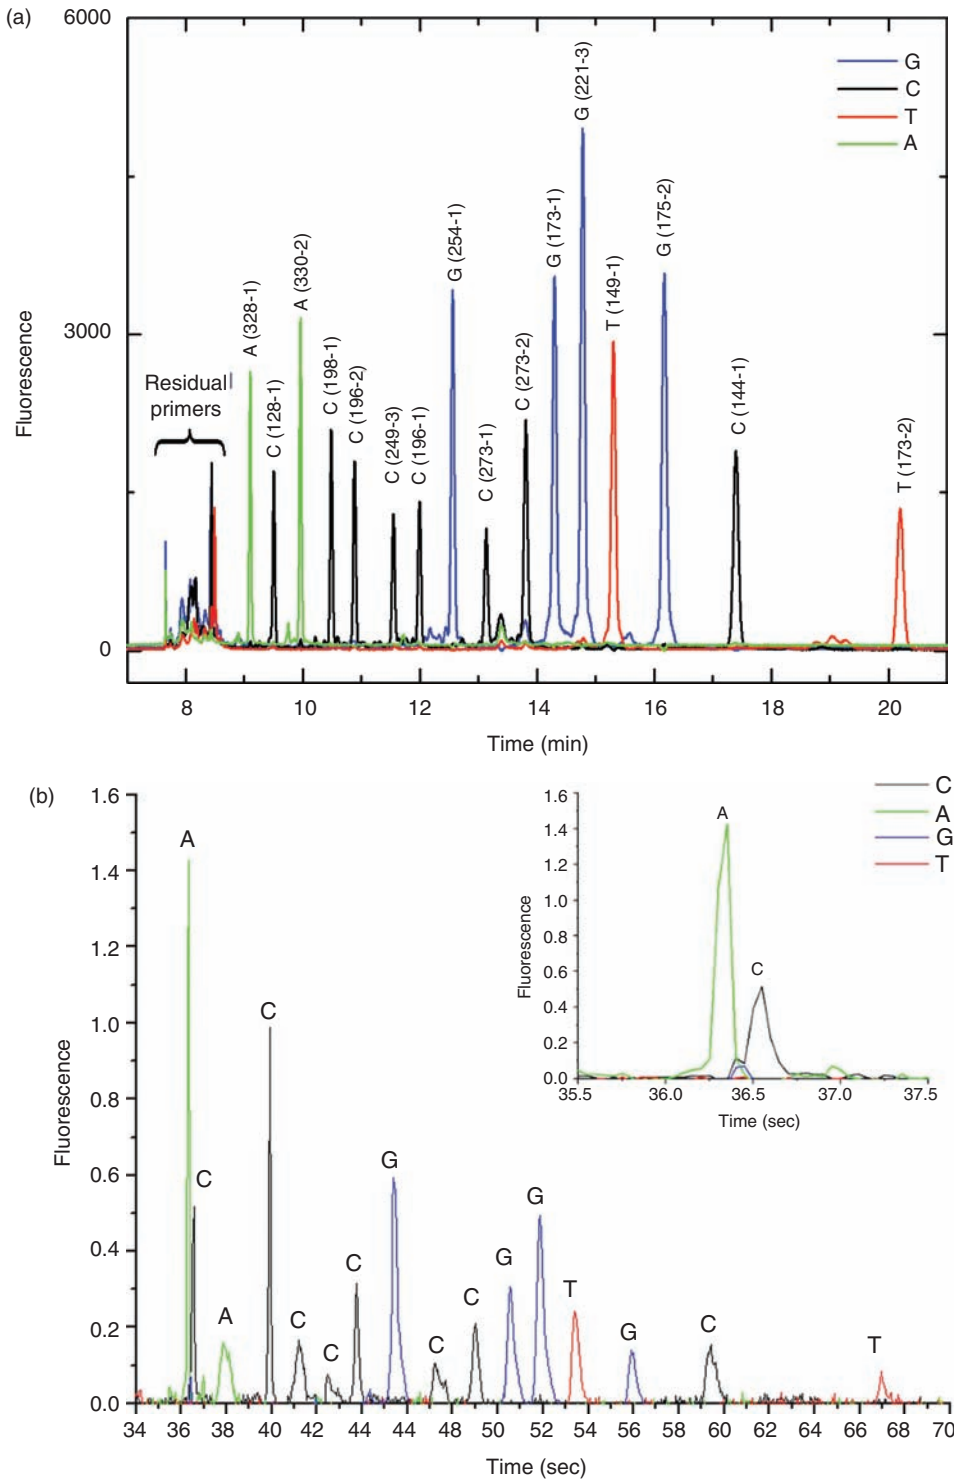 (a)
6000
3000
0
Fluorescence
Residual
primers
A (328-1)
C (128-1)
A (330-2)
C (198-1)
C (196-2)
C (249-3)
C (196-1)
G (254-1)
C (273-1)
C (273-2)
G (173-1)
G (221-3)
T (149-1)
G (175-2)
C (144-1)
T (173-2)
G
C
T
A
8 10 12 14 16 18 20
Time (min)
(b)
1.6
1.4
1.2
1.0
0.8
0.6
0.4
0.2
0.0
Fluorescence
A
C
A
C
C
C
C
G
C
C
G
G
T
G
C
T
34 36 38 40 42 44 44 48 50 52 54 56 58 60 62 64 66 68 70
Time (sec)
1.6
1.4
1.2
1.0
0.8
0.6
0.4
0.2
0.0
Fluorescence
A
C
35.5 36.0 36.5 37.0 37.5
Time (sec)
C
A
G
T